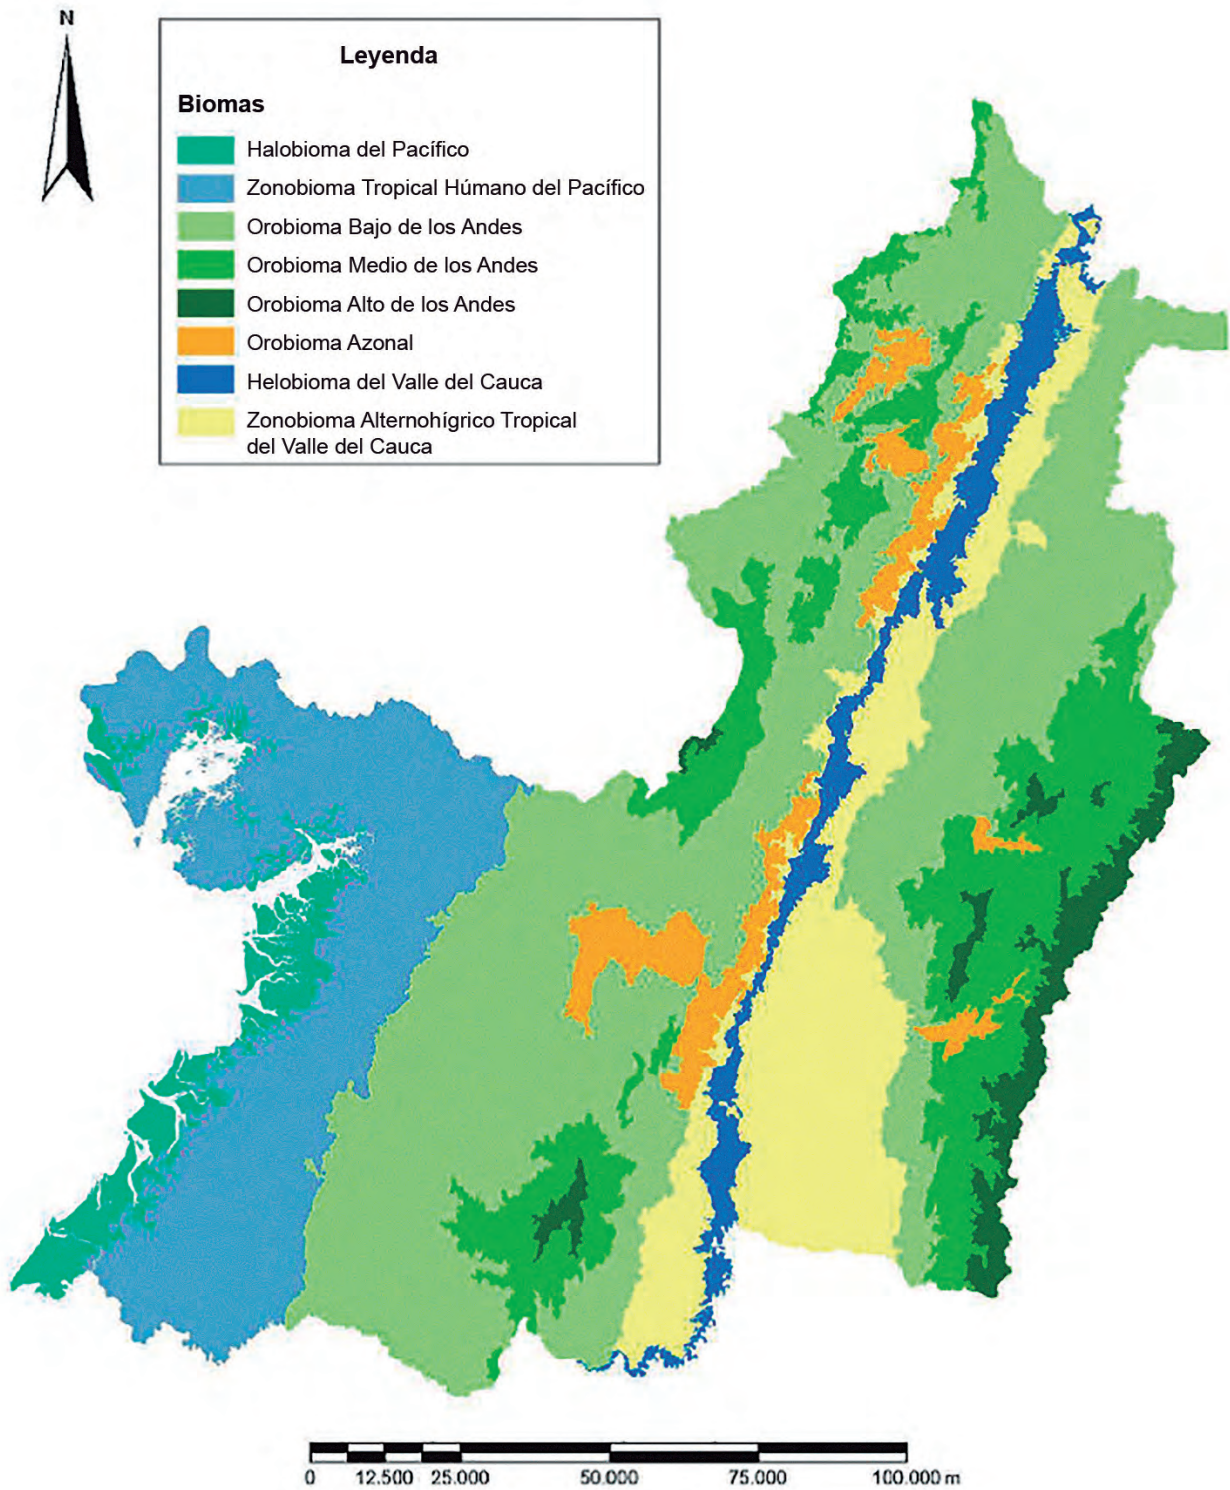 N
Leyenda
Biomas
Halobioma del Pacífico
Zonobioma Tropical Húmano del Pacífico
Orobioma Bajo de los Andes
Orobioma Medio de los Andes
Orobioma Alto de los Andes
Orobioma Azonal
Helobioma del Valle del Cauca
Zonobioma Alternohígrico Tropical
del Valle del Cauca
0 12.500 25.000 50.000 75.000 100.000 m